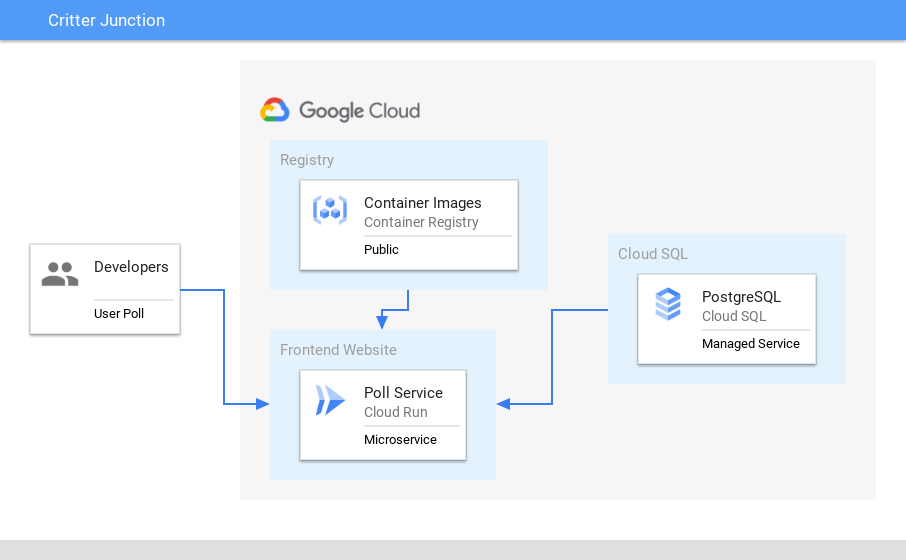 Critter Junction
Google Cloud
Registry
Container Images
Container Registry
Public
Developers
User Poll
Cloud SQL
PostgreSQL
Cloud SQL
Managed Service
Frontend Website
Poll Service
Cloud Run
Microservice